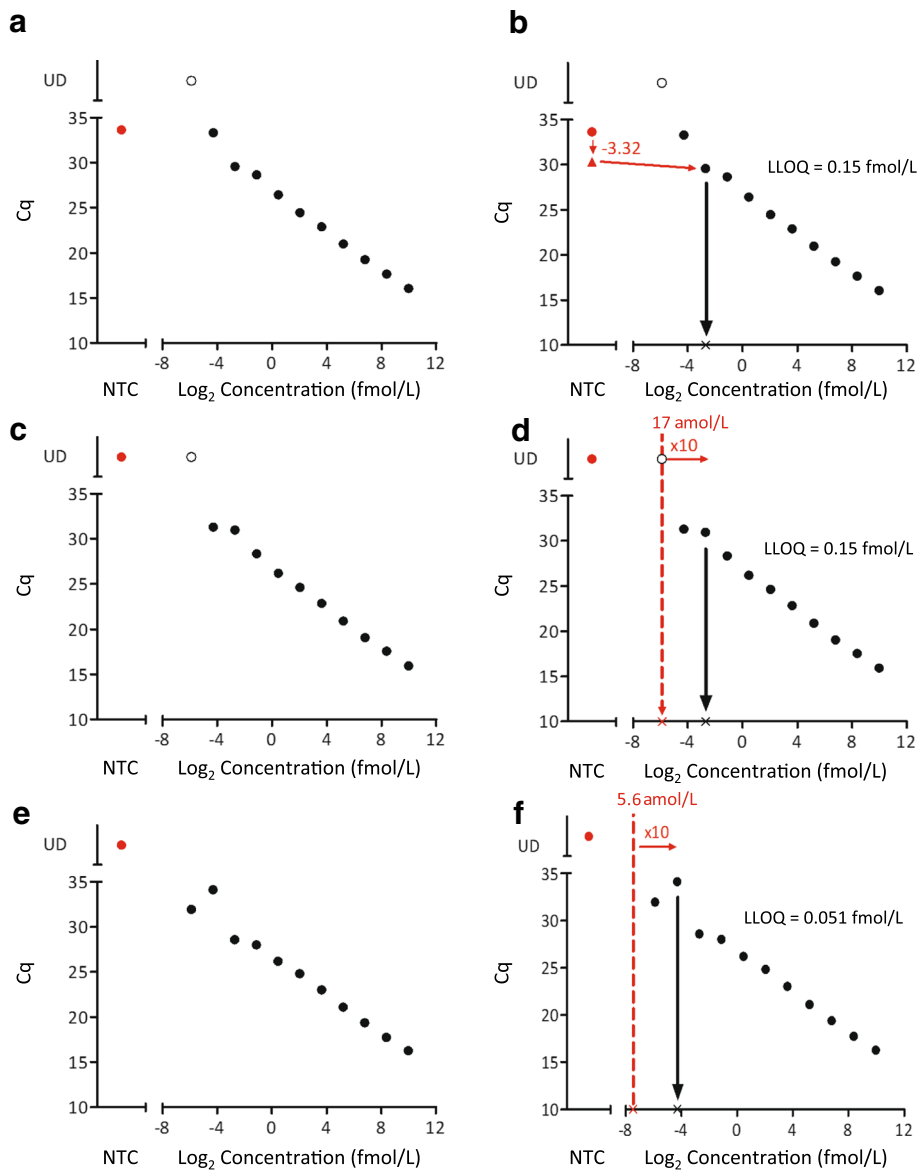 a
UD
35
30
25
20
15
10
Cq
-8
-4
0
4
8
12
NTC
Log2 Concentration (fmol/L)
b
UD
35
30
25
20
15
10
Cq
-3.32
LLOQ = 0.15 fmol/L
-8
-4
0
4
8
12
NTC
Log2 Concentration (fmol/L)
c
UD
35
30
25
20
15
10
Cq
-8
-4
0
4
8
12
NTC
Log2 Concentration (fmol/L)
d
17 amol/L
x10
UD
35
30
25
20
15
10
Cq
LLOQ = 0.15 fmol/L
-8
-4
0
4
8
12
NTC
Log2 Concentration (fmol/L)
e
UD
35
30
25
20
15
10
Cq
-8
-4
0
4
8
12
NTC
Log2 Concentration (fmol/L)
f
5.6 amol/L
x10
UD
35
30
25
20
15
10
Cq
LLOQ = 0.051 fmol/L
-8
-4
0
4
8
12
NTC
Log2 Concentration (fmol/L)